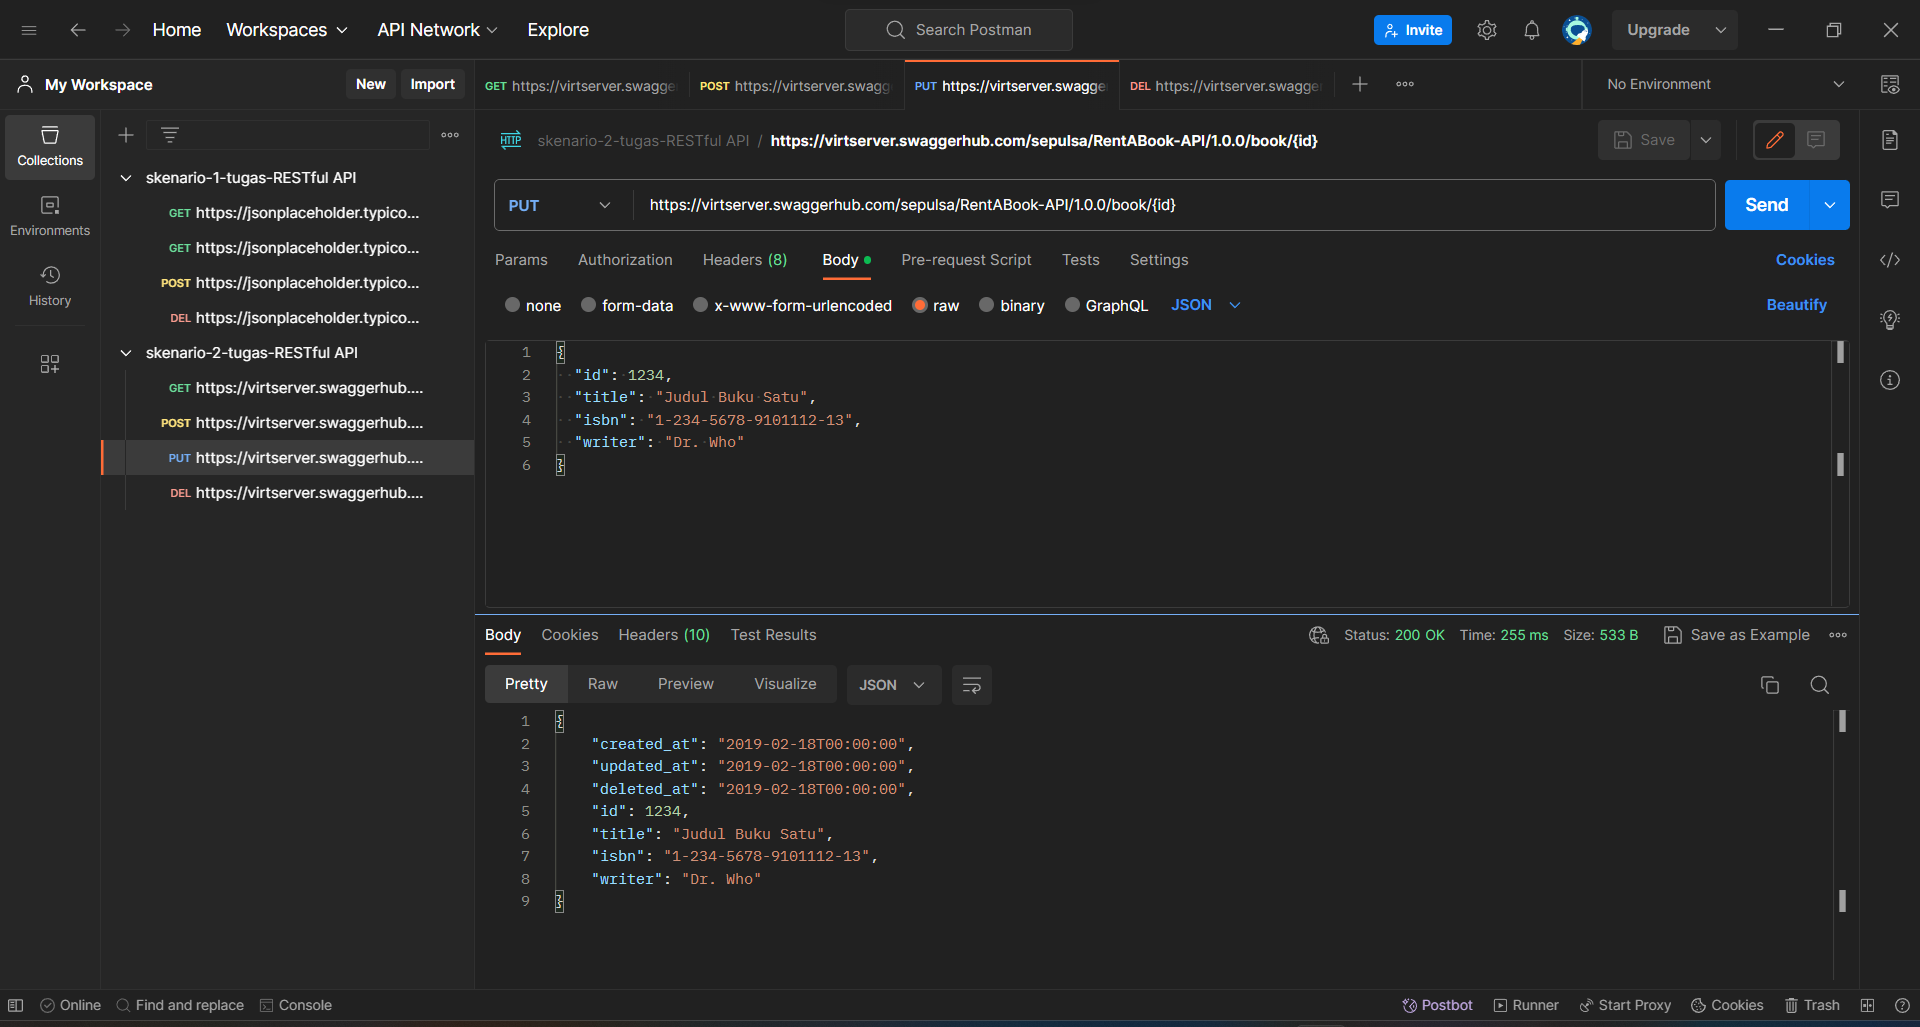 Home Workspaces API Network Explore Search Postman Invite Upgrade
My Workspace New Import
GET https://virtserver.swagge POST https://virtserver.swagg PUT https://virtserver.swagge DEL https://virtserver.swagge No Environment
Collections
Environments
History
skenario-1-tugas-RESTful API
GET https://jsonplaceholder.typico...
GET https://jsonplaceholder.typico...
POST https://jsonplaceholder.typico...
DEL https://jsonplaceholder.typico...
skenario-2-tugas-RESTful API
GET https://virtserver.swaggerhub....
POST https://virtserver.swaggerhub....
PUT https://virtserver.swaggerhub....
DEL https://virtserver.swaggerhub....
HTTP skenario-2-tugas-RESTful API / https://virtserver.swaggerhub.com/sepulsa/RentABook-API/1.0.0/book/{id} Save
PUT https://virtserver.swaggerhub.com/sepulsa/RentABook-API/1.0.0/book/{id} Send
Params Authorization Headers (8) Body Pre-request Script Tests Settings Cookies
none form-data x-www-form-urlencoded raw binary GraphQL JSON Beautify
1 {
2 "id": 1234,
3 "title": "Judul Buku Satu",
4 "isbn": "1-234-5678-9101112-13",
5 "writer": "Dr. Who"
6 }
Body Cookies Headers (10) Test Results Status: 200 OK Time: 255 ms Size: 533 B Save as Example
Pretty Raw Preview Visualize JSON
1 {
2 "created_at": "2019-02-18T00:00:00",
3 "updated_at": "2019-02-18T00:00:00",
4 "deleted_at": "2019-02-18T00:00:00",
5 "id": 1234,
6 "title": "Judul Buku Satu",
7 "isbn": "1-234-5678-9101112-13",
8 "writer": "Dr. Who"
9 }
Online Find and replace Console Postbot Runner Start Proxy Cookies Trash